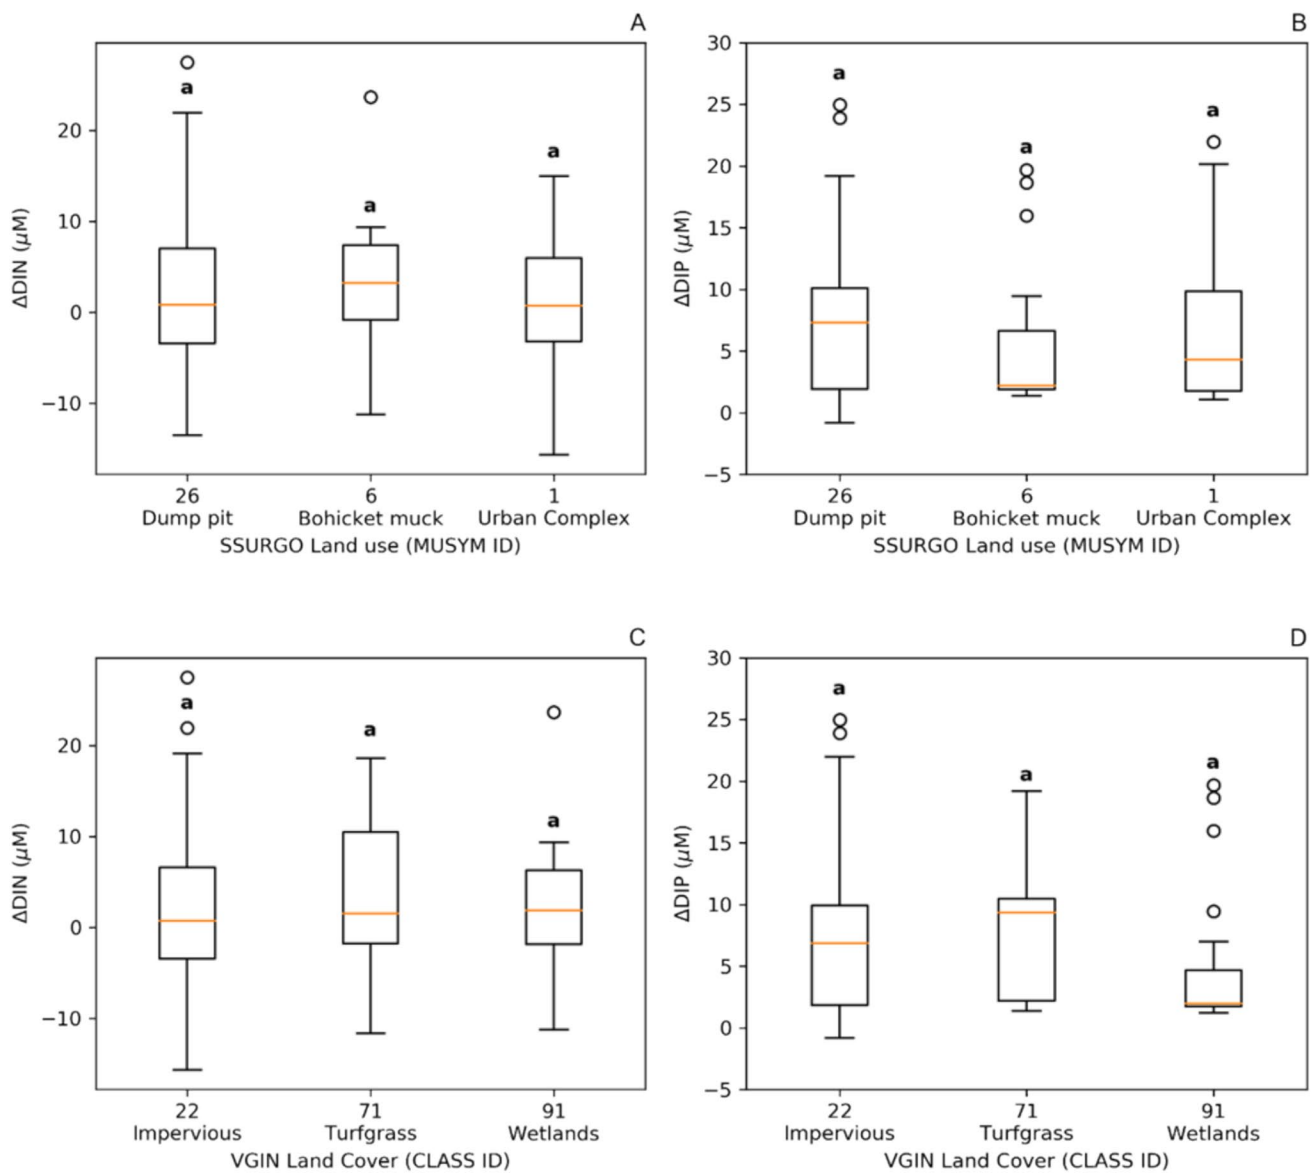 A
a
a
a
20
10
0
−10
ΔDIN (μM)
26 6 1
Dump pit Bohicket muck Urban Complex
SSURGO Land use (MUSYM ID)
B
30
25
20
15
10
5
0
−5
a
a
a
ΔDIP (μM)
26 6 1
Dump pit Bohicket muck Urban Complex
SSURGO Land use (MUSYM ID)
C
a
a
a
20
10
0
−10
ΔDIN (μM)
22 71 91
Impervious Turfgrass Wetlands
VGIN Land Cover (CLASS ID)
D
30
25
20
15
10
5
0
−5
a
a
a
ΔDIP (μM)
22 71 91
Impervious Turfgrass Wetlands
VGIN Land Cover (CLASS ID)